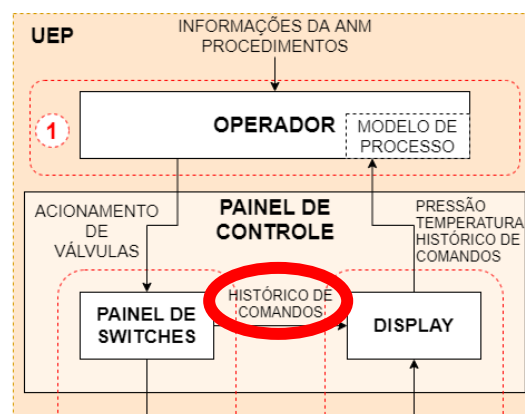 UEP
INFORMAÇÕES DA ANM
PROCEDIMENTOS
1
OPERADOR
MODELO DE
PROCESSO
ACIONAMENTO
DE
VÁLVULAS
PAINEL DE
CONTROLE
PRESSÃO
TEMPERATURA
HISTÓRICO DE
COMANDOS
PAINEL DE
SWITCHES
HISTÓRICO DE
COMANDOS
DISPLAY